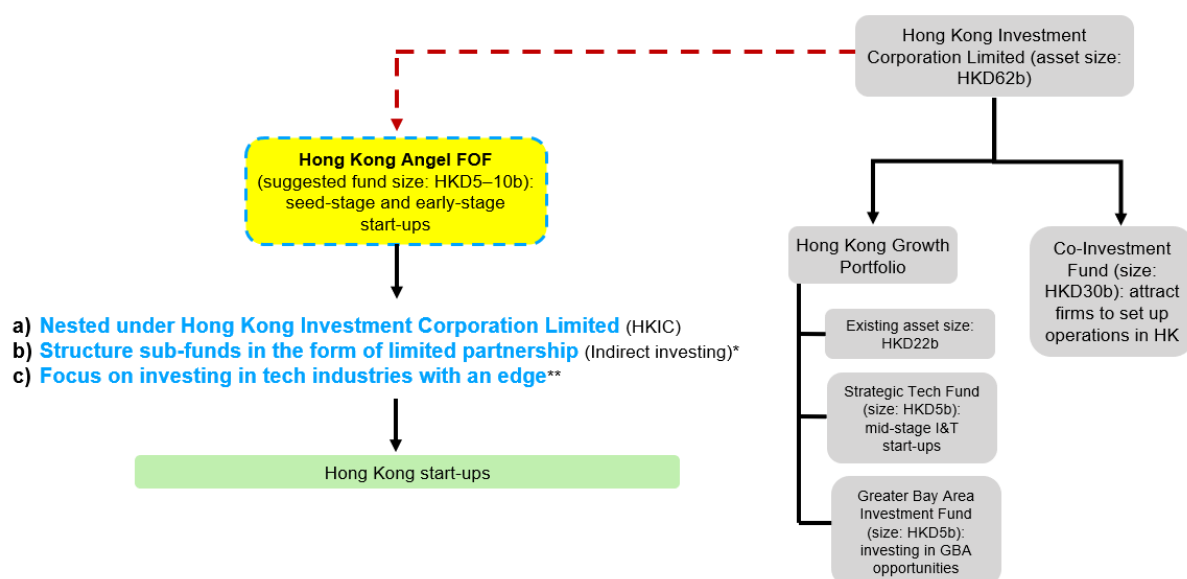 Hong Kong Investment
Corporation Limited (asset size:
HKD62b)
Hong Kong Angel FOF
(suggested fund size: HKD5–10b):
seed-stage and early-stage
start-ups
a) Nested under Hong Kong Investment Corporation Limited (HKIC)
b) Structure sub-funds in the form of limited partnership (Indirect investing)*
c) Focus on investing in tech industries with an edge**
Hong Kong start-ups
Hong Kong Growth
Portfolio
Existing asset size:
HKD22b
Strategic Tech Fund
(size: HKD5b):
mid-stage I&T
start-ups
Greater Bay Area
Investment Fund
(size: HKD5b):
investing in GBA
opportunities
Co-Investment
Fund (size:
HKD30b): attract
firms to set up
operations in HK